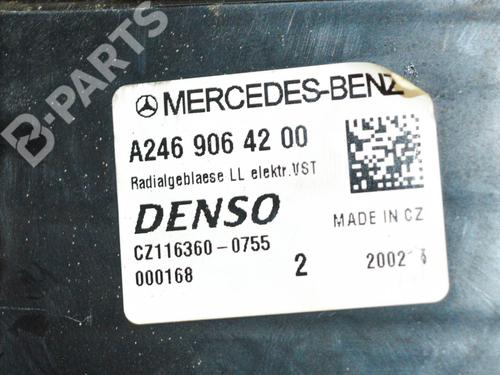 B-PARTS
MERCEDES-BENZ
A246 906 42 00
Radialgeblaese LL elektr.VST
DENSO
MADE IN CZ
CZ116360-0755
000168
2